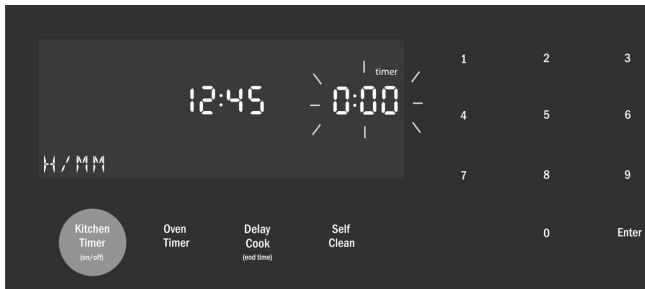 timer
12:45 0:00
H/MM
1 2 3
4 5 6
7 8 9
0 Enter
Kitchen Timer (on/off)
Oven Timer
Delay Cook (end time)
Self Clean